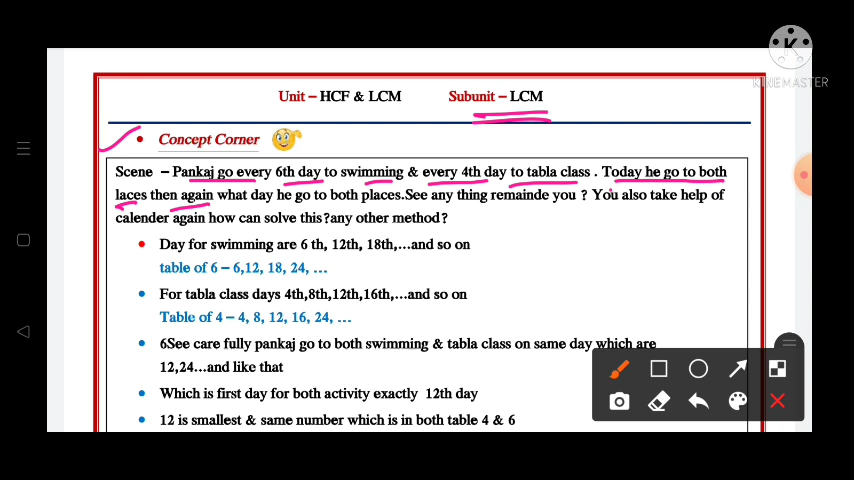 K
KINEMASTER
Unit – HCF & LCM Subunit – LCM
Concept Corner
Scene – Pankaj go every 6th day to swimming & every 4th day to tabla class . Today he go to both
laces then again what day he go to both places.See any thing remainde you ? You also take help of
calender again how can solve this?any other method?
Day for swimming are 6 th, 12th, 18th,...and so on
table of 6 – 6,12, 18, 24, ...
For tabla class days 4th,8th,12th,16th,...and so on
Table of 4 – 4, 8, 12, 16, 24, ...
6See care fully pankaj go to both swimming & tabla class on same day which are
12,24...and like that
Which is first day for both activity exactly 12th day
12 is smallest & same number which is in both table 4 & 6